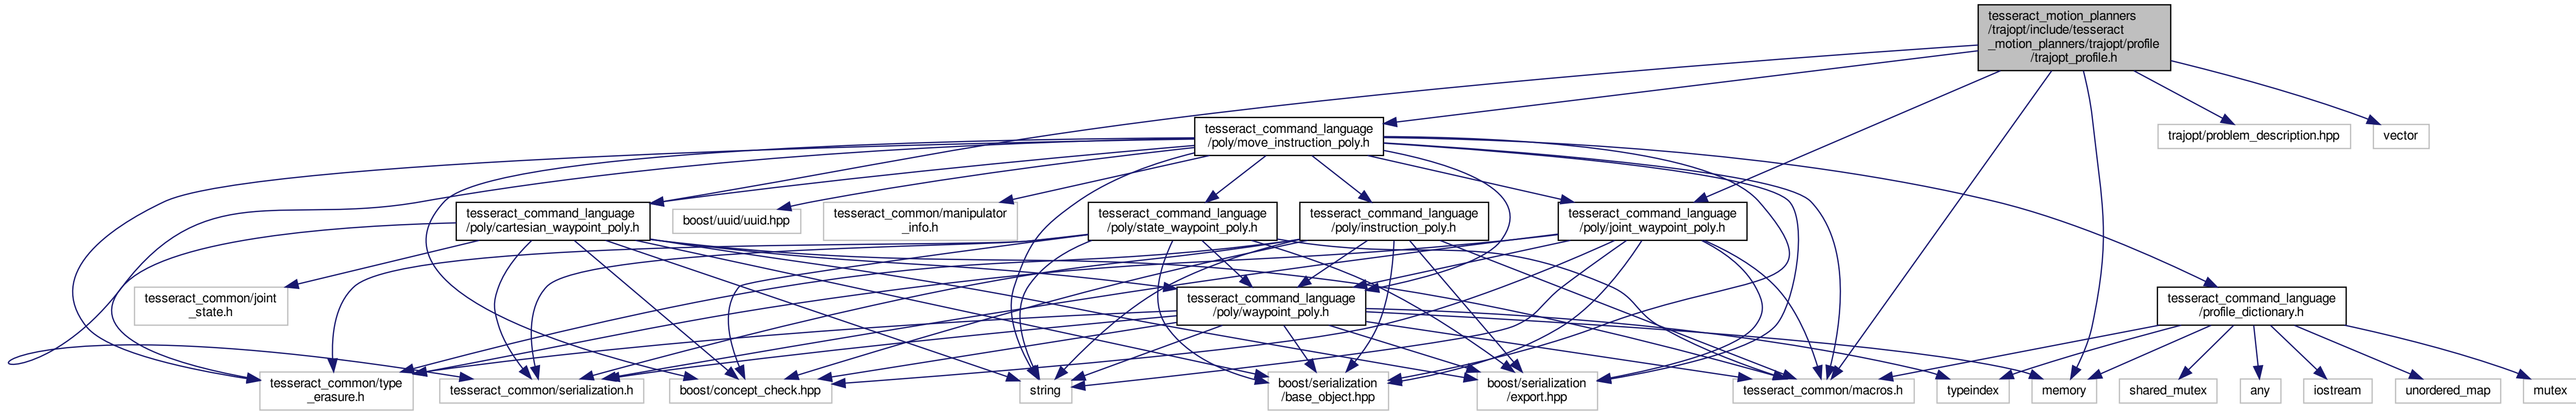 tesseract_motion_planners
/trajopt/include/tesseract
_motion_planners/trajopt/profile
/trajopt_profile.h
tesseract_command_language
/poly/move_instruction_poly.h
trajopt/problem_description.hpp
vector
tesseract_command_language
/poly/cartesian_waypoint_poly.h
boost/uuid/uuid.hpp
tesseract_common/manipulator
_info.h
tesseract_command_language
/poly/state_waypoint_poly.h
tesseract_command_language
/poly/instruction_poly.h
tesseract_command_language
/poly/joint_waypoint_poly.h
tesseract_common/joint
_state.h
tesseract_command_language
/poly/waypoint_poly.h
tesseract_command_language
/profile_dictionary.h
tesseract_common/type
_erasure.h
tesseract_common/serialization.h
boost/concept_check.hpp
string
boost/serialization
/base_object.hpp
boost/serialization
/export.hpp
tesseract_common/macros.h
typeindex
memory
shared_mutex
any
iostream
unordered_map
mutex